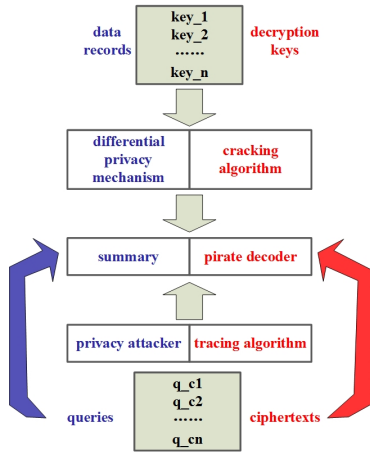 data
records
key_1
key_2
......
key_n
decryption
keys
differential
privacy
mechanism
cracking
algorithm
summary
pirate decoder
privacy attacker
tracing algorithm
queries
q_c1
q_c2
......
q_cn
ciphertexts